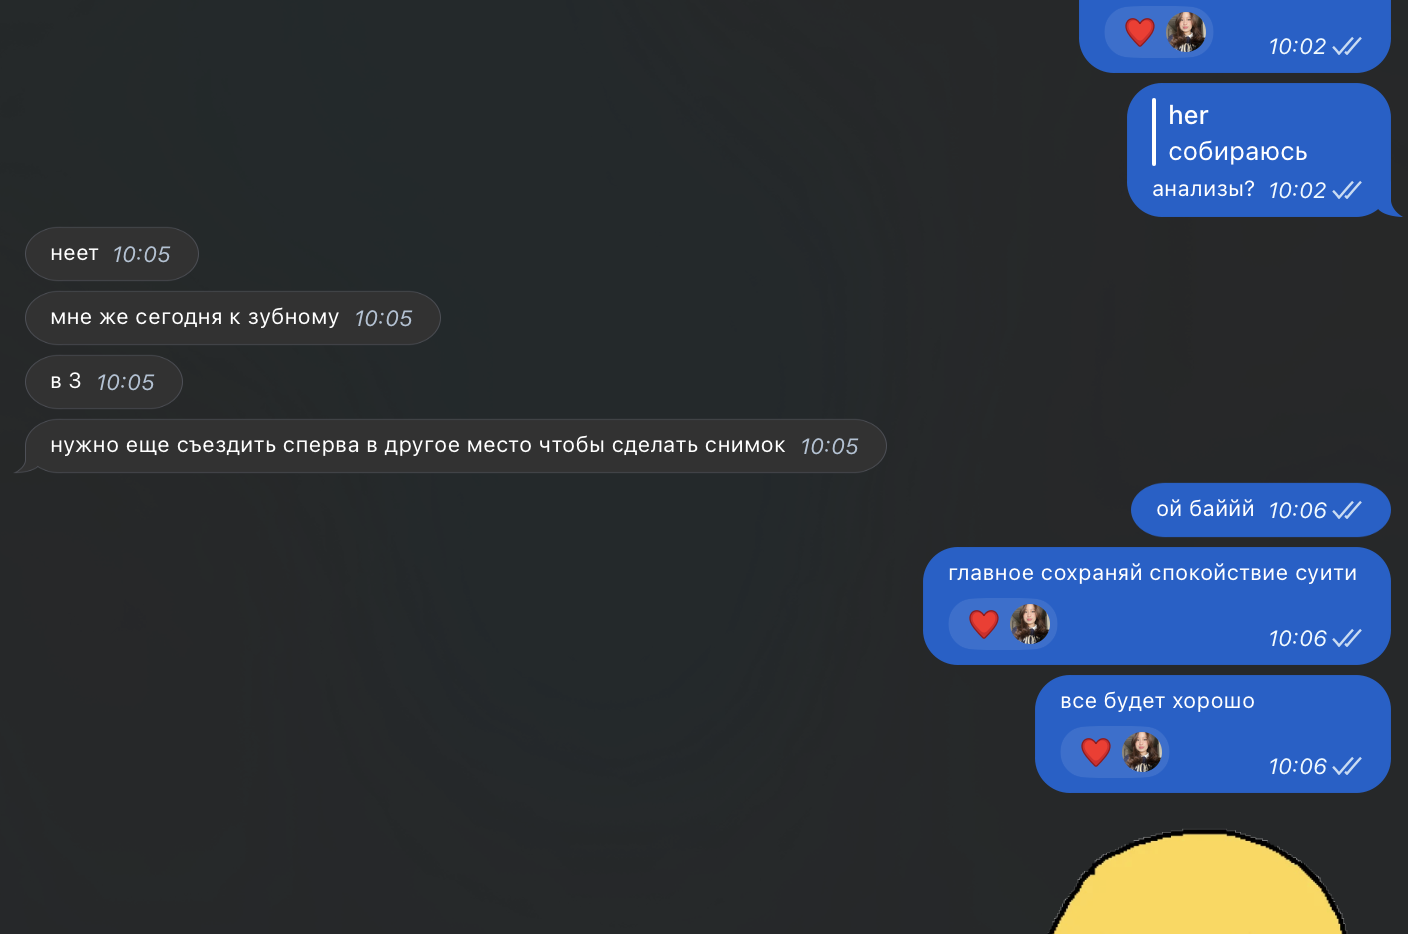 10:02
her
собираюсь
анализы? 10:02
неет 10:05
мне же сегодня к зубному 10:05
в 3 10:05
нужно еще съездить сперва в другое место чтобы сделать снимок 10:05
ой баййй 10:06
главное сохраняй спокойствие суити
10:06
все будет хорошо
10:06